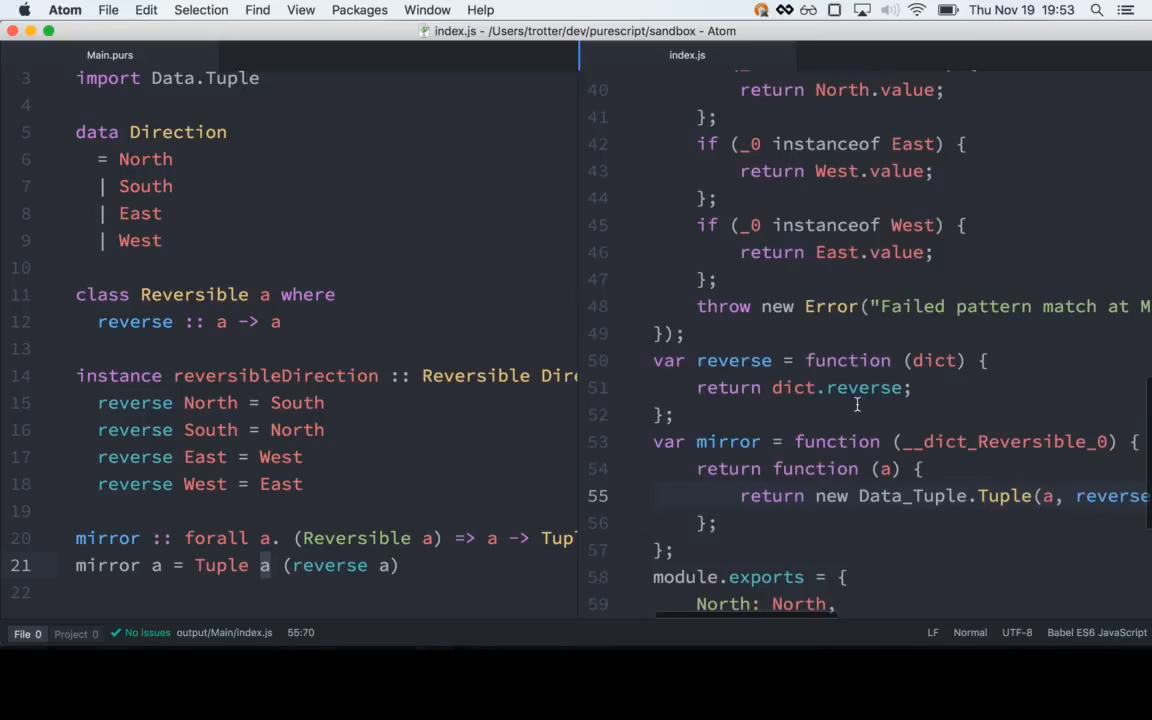 Atom File Edit Selection Find View Packages Window Help Thu Nov 19 19:53
index.js - /Users/trotter/dev/purescript/sandbox - Atom
Main.purs
3 import Data.Tuple
4
5 data Direction
6 = North
7 | South
8 | East
9 | West
10
11 class Reversible a where
12 reverse :: a -> a
13
14 instance reversibleDirection :: Reversible Dire
15 reverse North = South
16 reverse South = North
17 reverse East = West
18 reverse West = East
19
20 mirror :: forall a. (Reversible a) => a -> Tupl
21 mirror a = Tuple a (reverse a)
22
index.js
40 return North.value;
41 };
42 if (_0 instanceof East) {
43 return West.value;
44 };
45 if (_0 instanceof West) {
46 return East.value;
47 };
48 throw new Error("Failed pattern match at M
49 });
50 var reverse = function (dict) {
51 return dict.reverse;
52 };
53 var mirror = function (__dict_Reversible_0) {
54 return function (a) {
55 return new Data_Tuple.Tuple(a, reverse
56 };
57 };
58 module.exports = {
59 North: North,
File 0 Project 0 No Issues output/Main/index.js 55:70 LF Normal UTF-8 Babel ES6 JavaScript